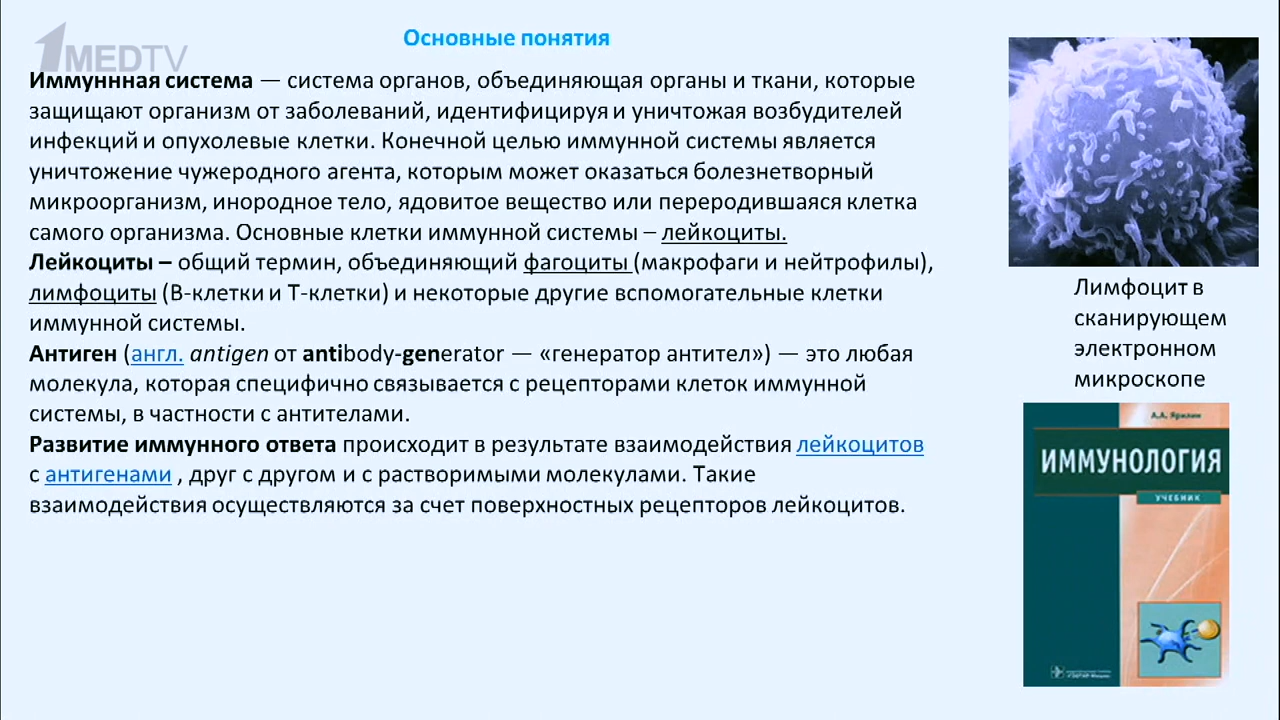 1MEDTV
Основные понятия
Иммуннная система — система органов, объединяющая органы и ткани, которые
защищают организм от заболеваний, идентифицируя и уничтожая возбудителей
инфекций и опухолевые клетки. Конечной целью иммунной системы является
уничтожение чужеродного агента, которым может оказаться болезнетворный
микроорганизм, инородное тело, ядовитое вещество или переродившаяся клетка
самого организма. Основные клетки иммунной системы – лейкоциты.
Лейкоциты – общий термин, объединяющий фагоциты (макрофаги и нейтрофилы),
лимфоциты (В-клетки и Т-клетки) и некоторые другие вспомогательные клетки
иммунной системы.
Антиген (англ. antigen от antibody-generator — «генератор антител») — это любая
молекула, которая специфично связывается с рецепторами клеток иммунной
системы, в частности с антителами.
Развитие иммунного ответа происходит в результате взаимодействия лейкоцитов
с антигенами , друг с другом и с растворимыми молекулами. Такие
взаимодействия осуществляются за счет поверхностных рецепторов лейкоцитов.
Лимфоцит в
сканирующем
электронном
микроскопе
А.А. Ярилин
ИММУНОЛОГИЯ
УЧЕБНИК